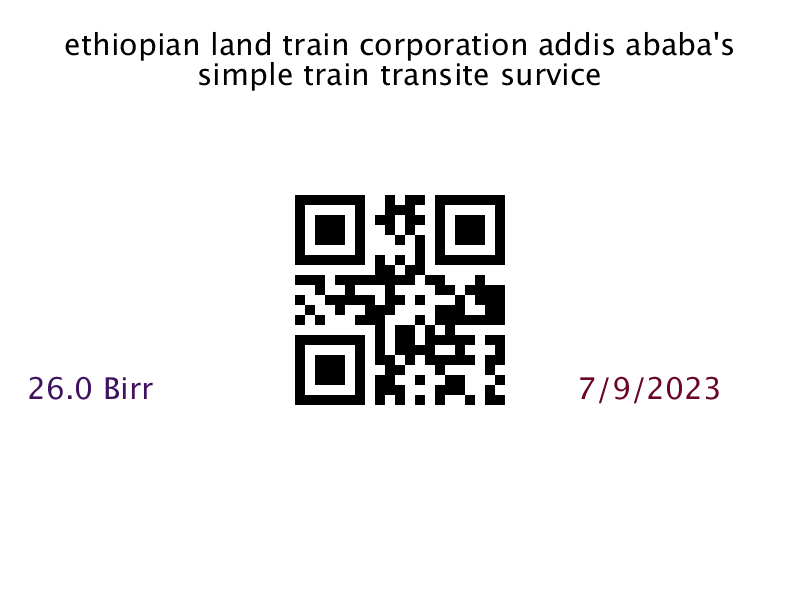 ethiopian land train corporation addis ababa's
simple train transite survice
26.0 Birr
7/9/2023